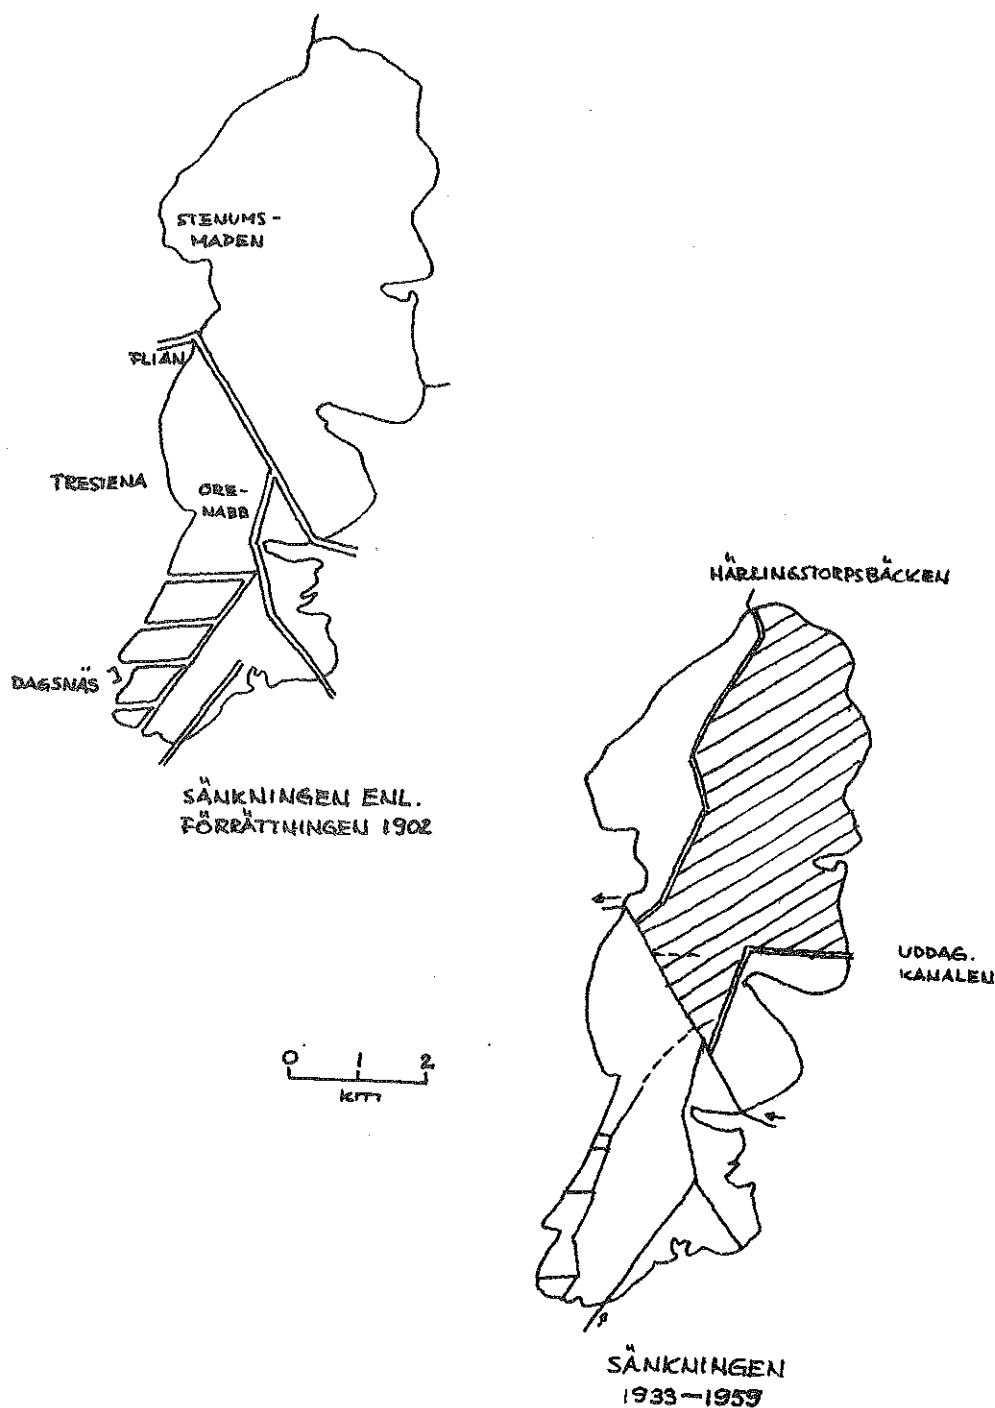 STENUMS-
MADEN
FLIAN
TRESTENA
ORE-
NABB
DAGSNÄS
SÄNKNINGEN ENL.
FÖRRÄTTNINGEN 1902
HÄRLINGSTORPSBÄCKEN
UDDAG.
KANALEN
0 1 2
km
SÄNKNINGEN
1933—1959